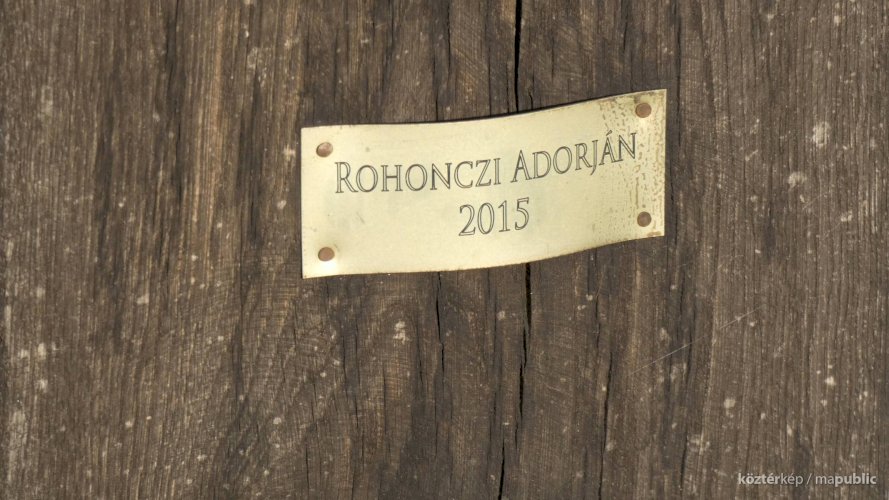 ROHONCZI ADORJÁN
2015
köztérkép / mapublic